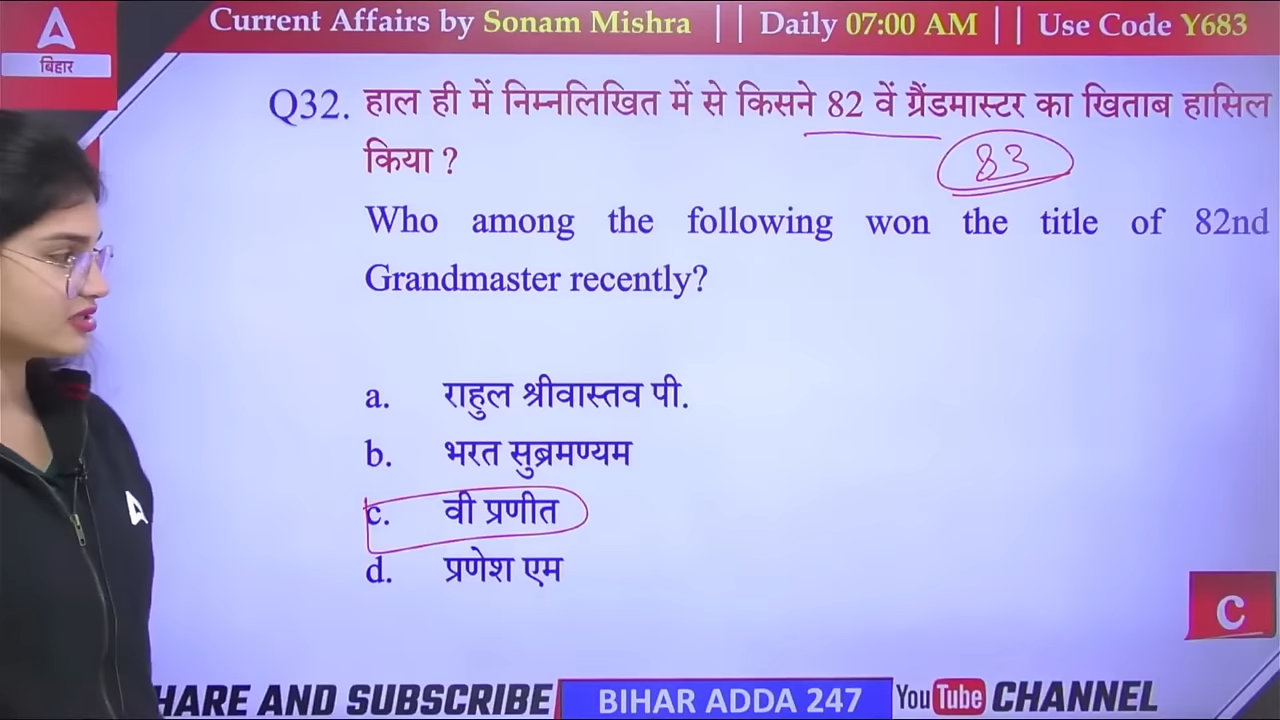 Current Affairs by Sonam Mishra || Daily 07:00 AM || Use Code Y683
बिहार
Q32. हाल ही में निम्नलिखित में से किसने 82 वें ग्रैंडमास्टर का खिताब हासिल
किया ?
83
Who among the following won the title of 82nd
Grandmaster recently?
a. राहुल श्रीवास्तव पी.
b. भरत सुब्रमण्यम
c. वी प्रणीत
d. प्रणेश एम
C
HARE AND SUBSCRIBE BIHAR ADDA 247 YouTube CHANNEL